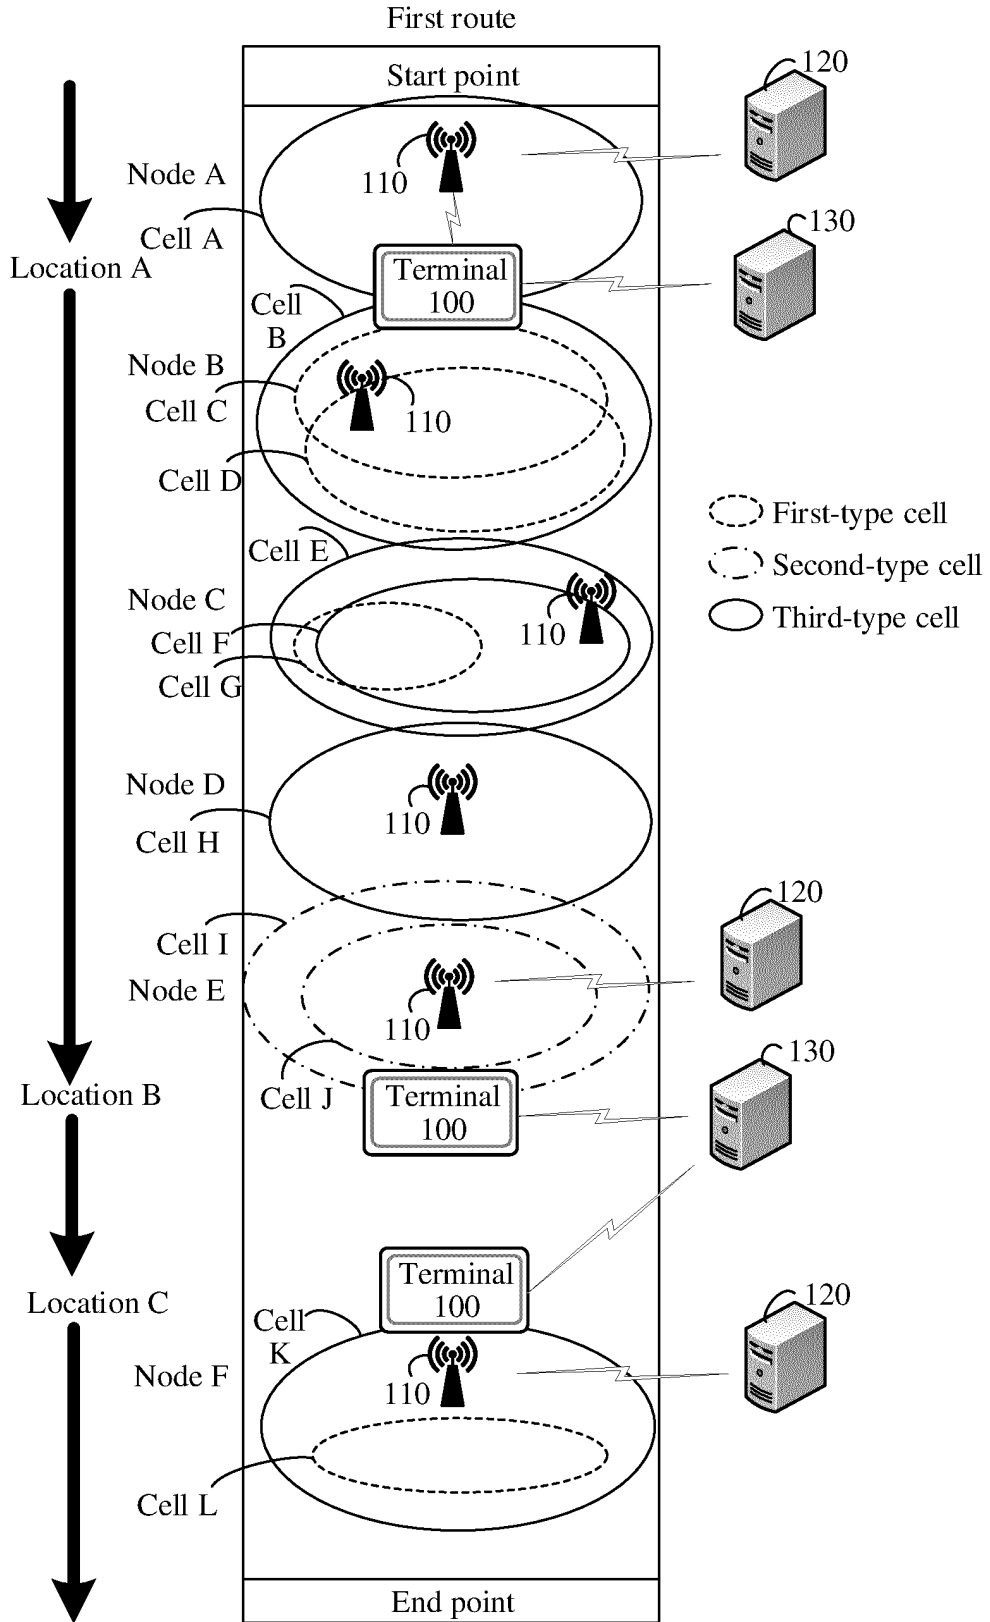 First route
Start point
120
Node A
110
Cell A
130
Location A
Terminal
100
Cell
B
Node B
Cell C
110
Cell D
First-type cell
Cell E
Second-type cell
Node C
110
Third-type cell
Cell F
Cell G
Node D
110
Cell H
120
Cell I
Node E
110
130
Location B
Cell J
Terminal
100
Terminal
100
120
Location C
Cell
K
Node F
110
Cell L
End point